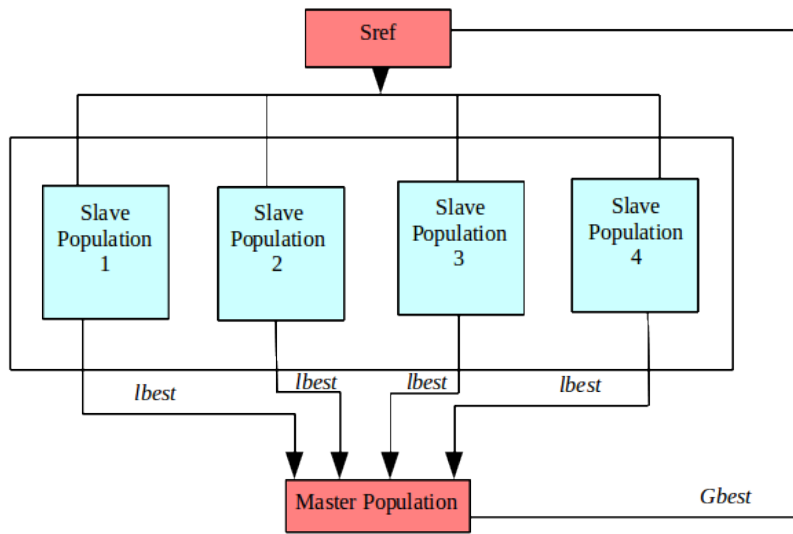 Sref
Slave
Population
1
Slave
Population
2
Slave
Population
3
Slave
Population
4
lbest
lbest
lbest
lbest
Master Population
Gbest